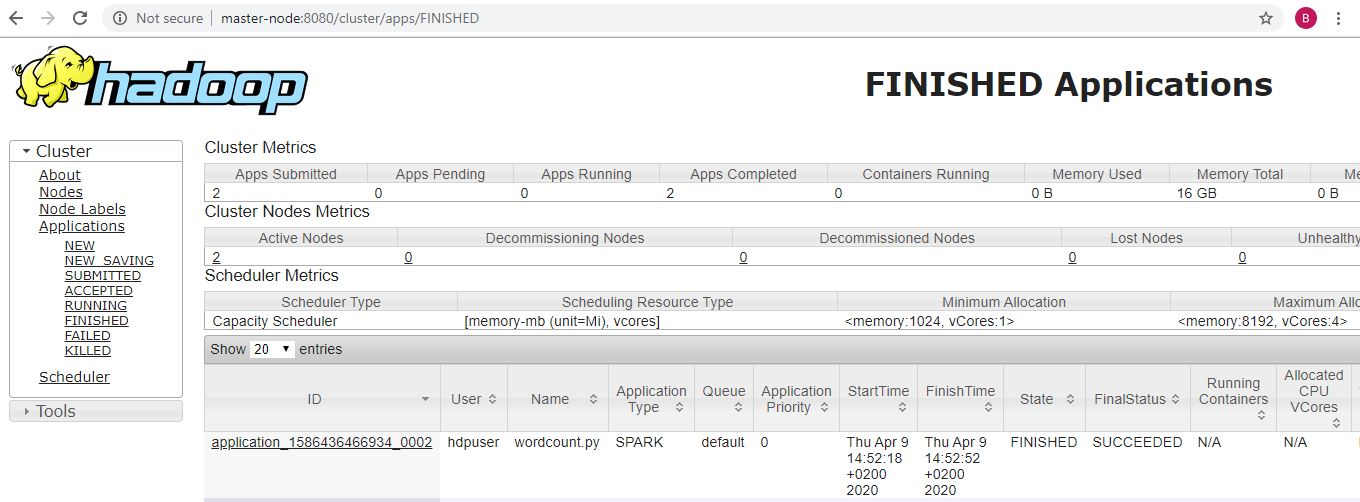 Not secure | master-node:8080/cluster/apps/FINISHED B
hadoop
FINISHED Applications
Cluster
About
Nodes
Node Labels
Applications
NEW
NEW_SAVING
SUBMITTED
ACCEPTED
RUNNING
FINISHED
FAILED
KILLED
Scheduler
Tools
Cluster Metrics
Apps Submitted Apps Pending Apps Running Apps Completed Containers Running Memory Used Memory Total Me
2 0 0 2 0 0 B 16 GB 0 B
Cluster Nodes Metrics
Active Nodes Decommissioning Nodes Decommissioned Nodes Lost Nodes Unhealthy
2 0 0 0 0
Scheduler Metrics
Scheduler Type Scheduling Resource Type Minimum Allocation Maximum Allo
Capacity Scheduler [memory-mb (unit=Mi), vcores] <memory:1024, vCores:1> <memory:8192, vCores:4>
Show 20 entries
ID User Name Application Type Queue Application Priority StartTime FinishTime State FinalStatus Running Containers Allocated CPU VCores
application_1586436466934_0002 hdpuser wordcount.py SPARK default 0 Thu Apr 9 14:52:18 +0200 2020 Thu Apr 9 14:52:52 +0200 2020 FINISHED SUCCEEDED N/A N/A